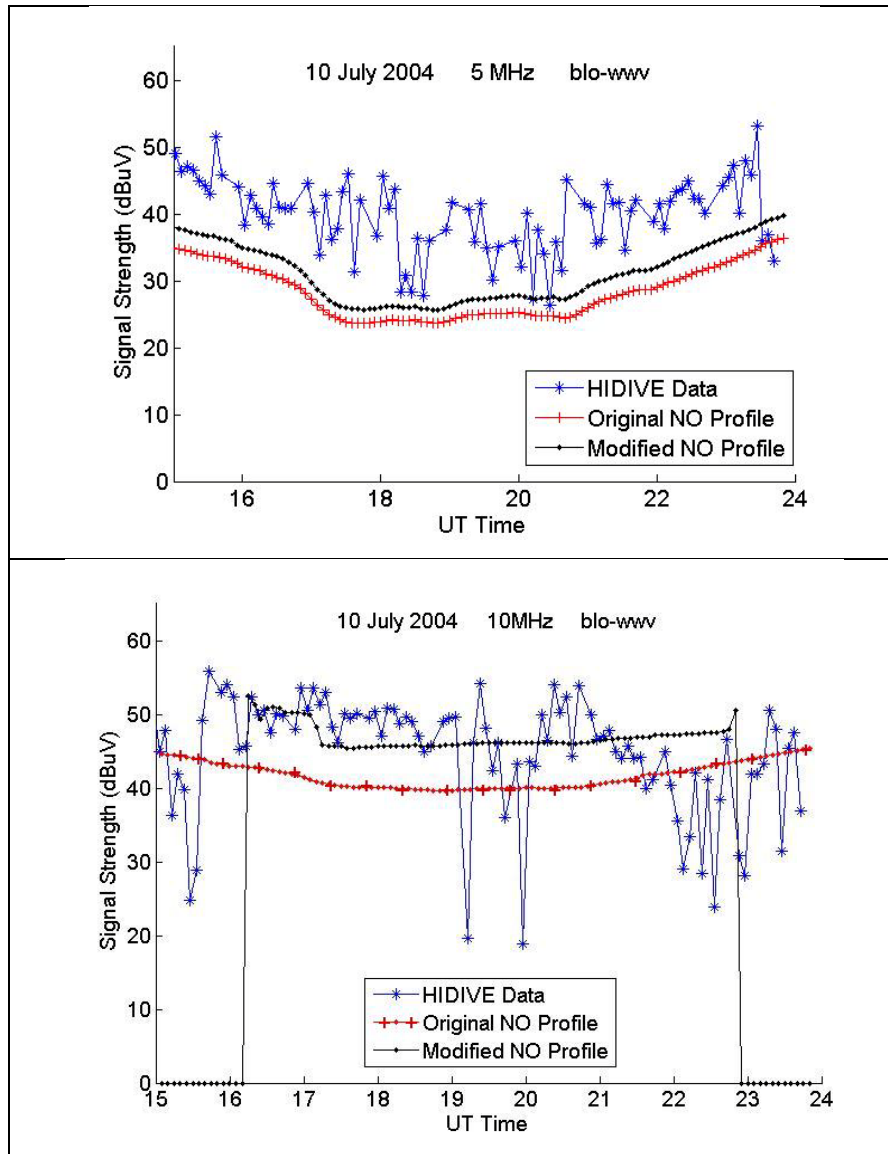 10 July 2004 5 MHz blo-wwv
60
50
40
30
20
10
0
Signal Strength (dBuV)
HIDIVE Data
Original NO Profile
Modified NO Profile
16 18 20 22 24
UT Time
10 July 2004 10MHz blo-wwv
60
50
40
30
20
10
0
Signal Strength (dBuV)
HIDIVE Data
Original NO Profile
Modified NO Profile
15 16 17 18 19 20 21 22 23 24
UT Time